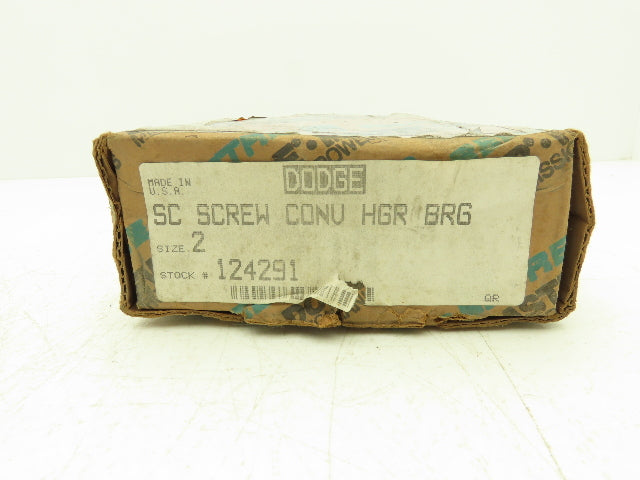 MADE IN
U.S.A.
DODGE
SC SCREW CONV HGR BRG
SIZE 2
STOCK # 124291
QR